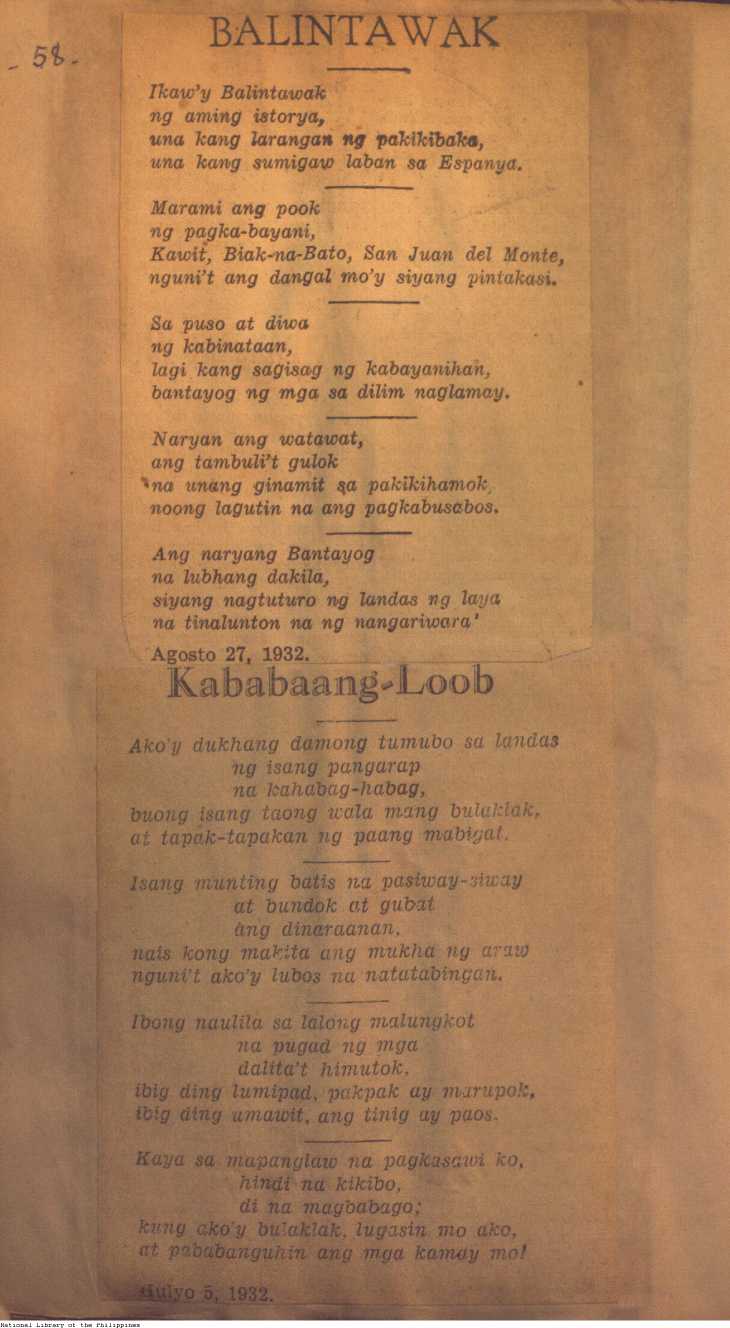 - 58 -
BALINTAWAK
Ikaw'y Balintawak
ng aming istorya,
una kang larangan ng pakikibaka,
una kang sumigaw laban sa Espanya.
Marami ang pook
ng pagka-bayani,
Kawit, Biak-na-Bato, San Juan del Monte,
nguni't ang dangal mo'y siyang pintakasi.
Sa puso at diwa
ng kabinataan,
lagi kang sagisag ng kabayanihan,
bantayog ng mga sa dilim naglamay.
Naryan ang watawat,
ang tambuli't gulok
na unang ginamit sa pakikihamok,
noong lagutin na ang pagkabusabos.
Ang naryang Bantayog
na lubhang dakila,
siyang nagtuturo ng landas ng laya
na tinalunton na ng nangariwara'
Agosto 27, 1932.
Kababaang-Loob
Ako'y dukhang damong tumubo sa landas
ng isang pangarap
na kahabag-habag,
buong isang taong wala mang bulaklak,
at tapak-tapakan ng paang mabigat.
Isang munting batis na pasiway-siway
at bundok at gubat
ang dinaraanan,
nais kong makita ang mukha ng araw
nguni't ako'y lubos na natatabingan.
Ibong naulila sa lalong malungkot
na pugad ng mga
dalita't himutok,
ibig ding lumipad, pakpak ay marupok,
ibig ding umawit, ang tinig ay paos.
Kaya sa mapanglaw na pagkasawi ko,
hindi na kikibo,
di na magbabago;
kung ako'y bulaklak, lugasin mo ako,
at pababanguhin ang mga kamay mo!
Hulyo 5, 1932.
National Library of the Philippines